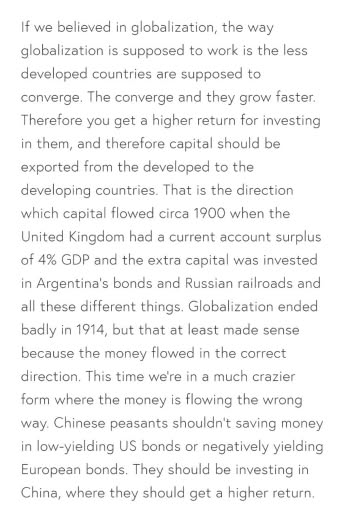 If we believed in globalization, the way
globalization is supposed to work is the less
developed countries are supposed to
converge. The converge and they grow faster.
Therefore you get a higher return for investing
in them, and therefore capital should be
exported from the developed to the
developing countries. That is the direction
which capital flowed circa 1900 when the
United Kingdom had a current account surplus
of 4% GDP and the extra capital was invested
in Argentina's bonds and Russian railroads and
all these different things. Globalization ended
badly in 1914, but that at least made sense
because the money flowed in the correct
direction. This time we're in a much crazier
form where the money is flowing the wrong
way. Chinese peasants shouldn't saving money
in low-yielding US bonds or negatively yielding
European bonds. They should be investing in
China, where they should get a higher return.